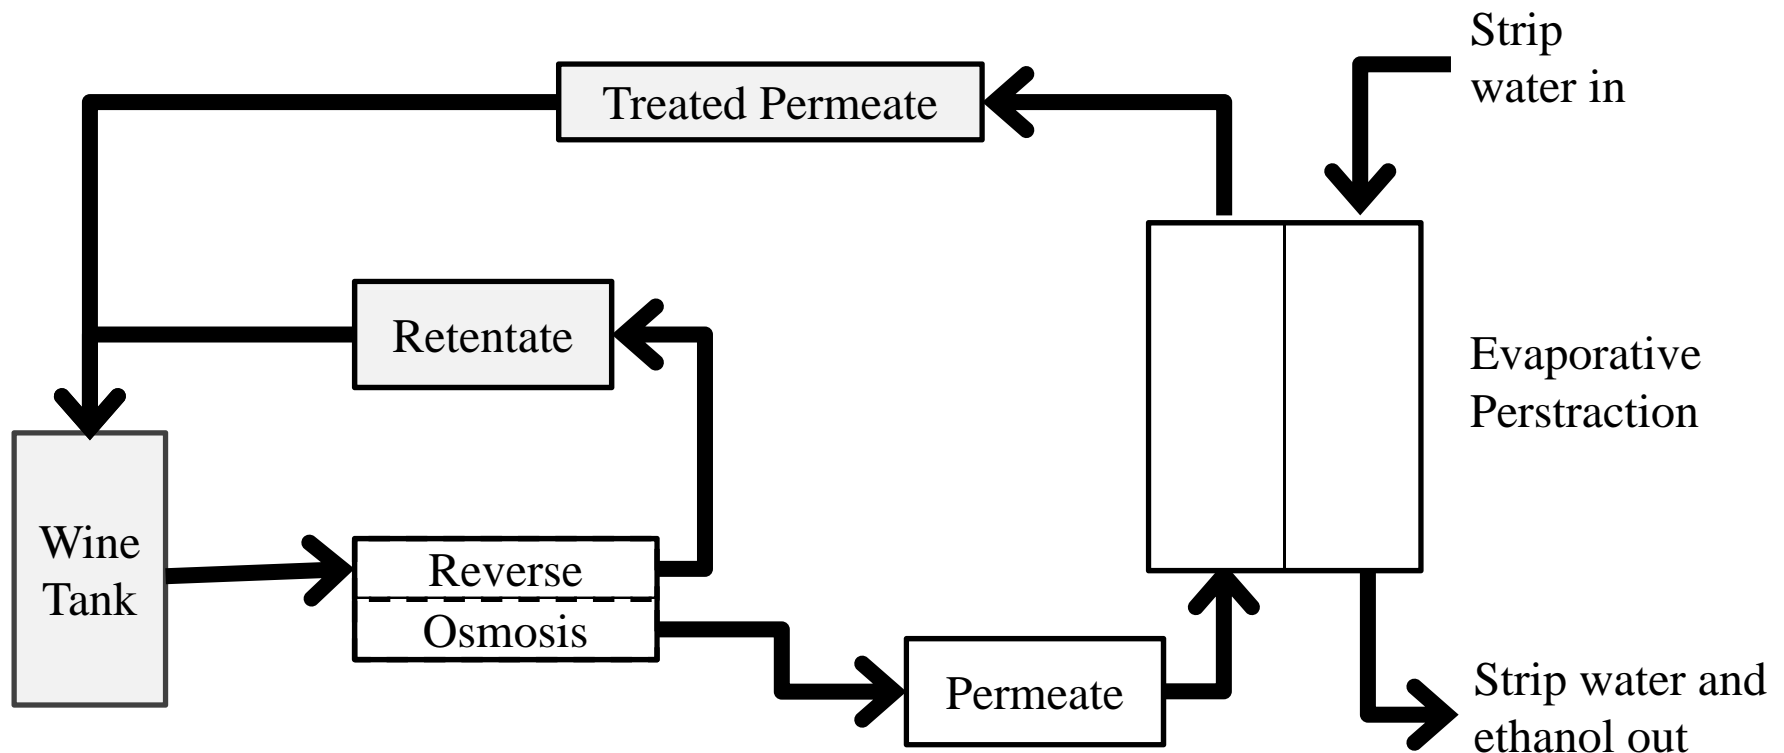 Strip
water in
Treated Permeate
Retentate
Evaporative
Perstraction
Wine
Tank
Reverse
Osmosis
Permeate
Strip water and
ethanol out